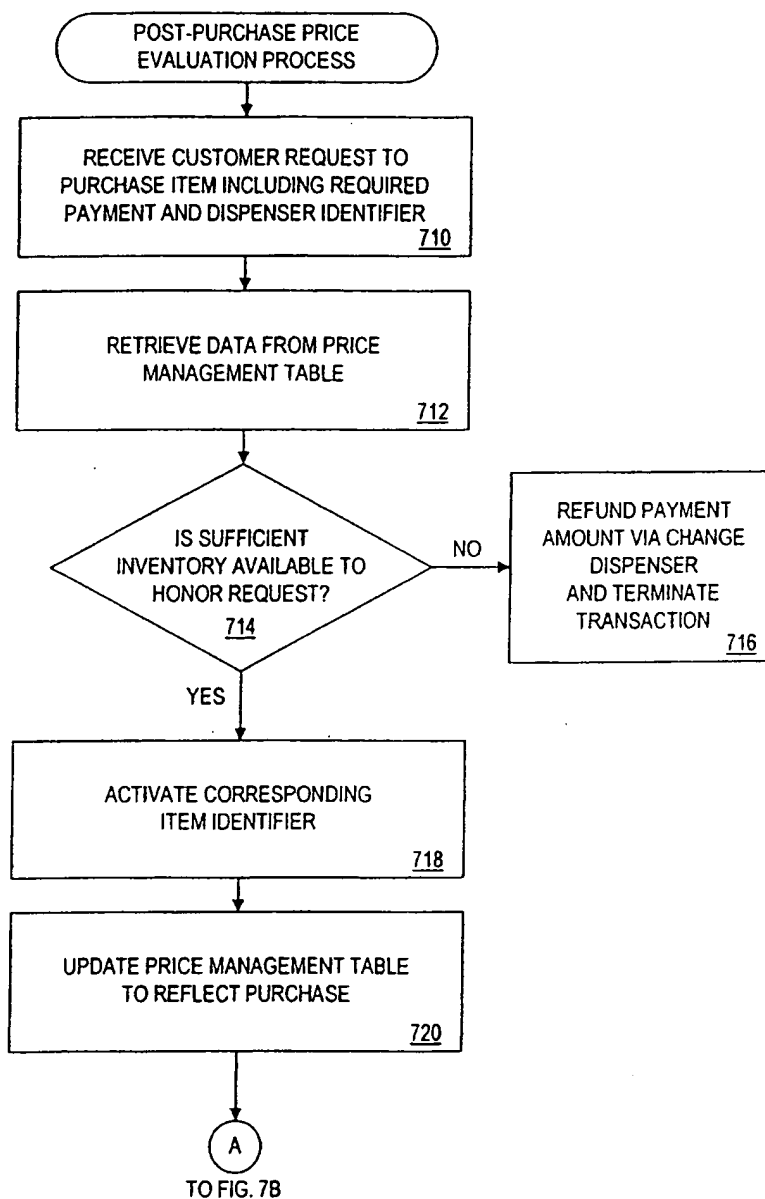 POST-PURCHASE PRICE
EVALUATION PROCESS
RECEIVE CUSTOMER REQUEST TO
PURCHASE ITEM INCLUDING REQUIRED
PAYMENT AND DISPENSER IDENTIFIER
710
RETRIEVE DATA FROM PRICE
MANAGEMENT TABLE
712
IS SUFFICIENT
INVENTORY AVAILABLE TO
HONOR REQUEST?
714
NO
REFUND PAYMENT
AMOUNT VIA CHANGE
DISPENSER
AND TERMINATE
TRANSACTION
716
YES
ACTIVATE CORRESPONDING
ITEM IDENTIFIER
718
UPDATE PRICE MANAGEMENT TABLE
TO REFLECT PURCHASE
720
A
TO FIG. 7B